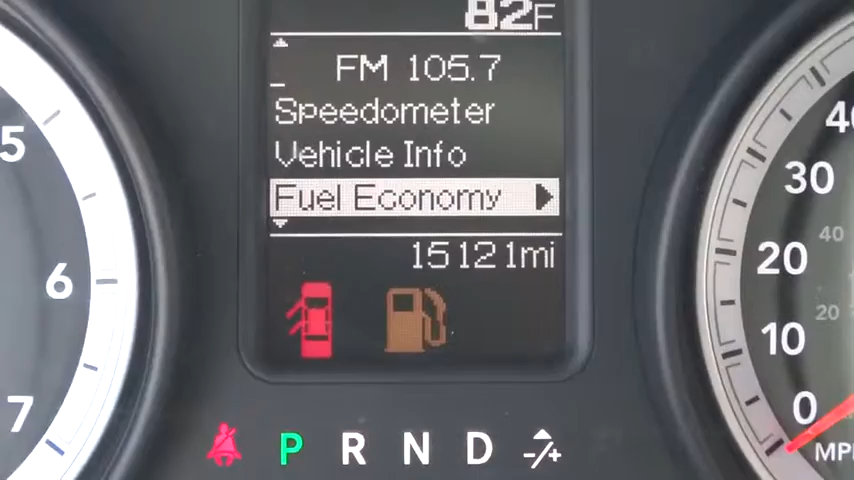 82F
FM 105.7
Speedometer
Vehicle Info
Fuel Economy
15121mi
P R N D -/+
5
6
7
40
30
20
10
0
40
20
MP